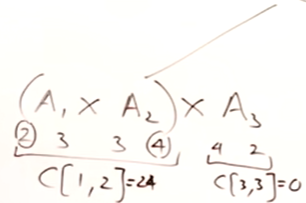 (A₁ × A₂) × A₃
2 3 3 4 4 2
C[1,2]=24 C[3,3]=0